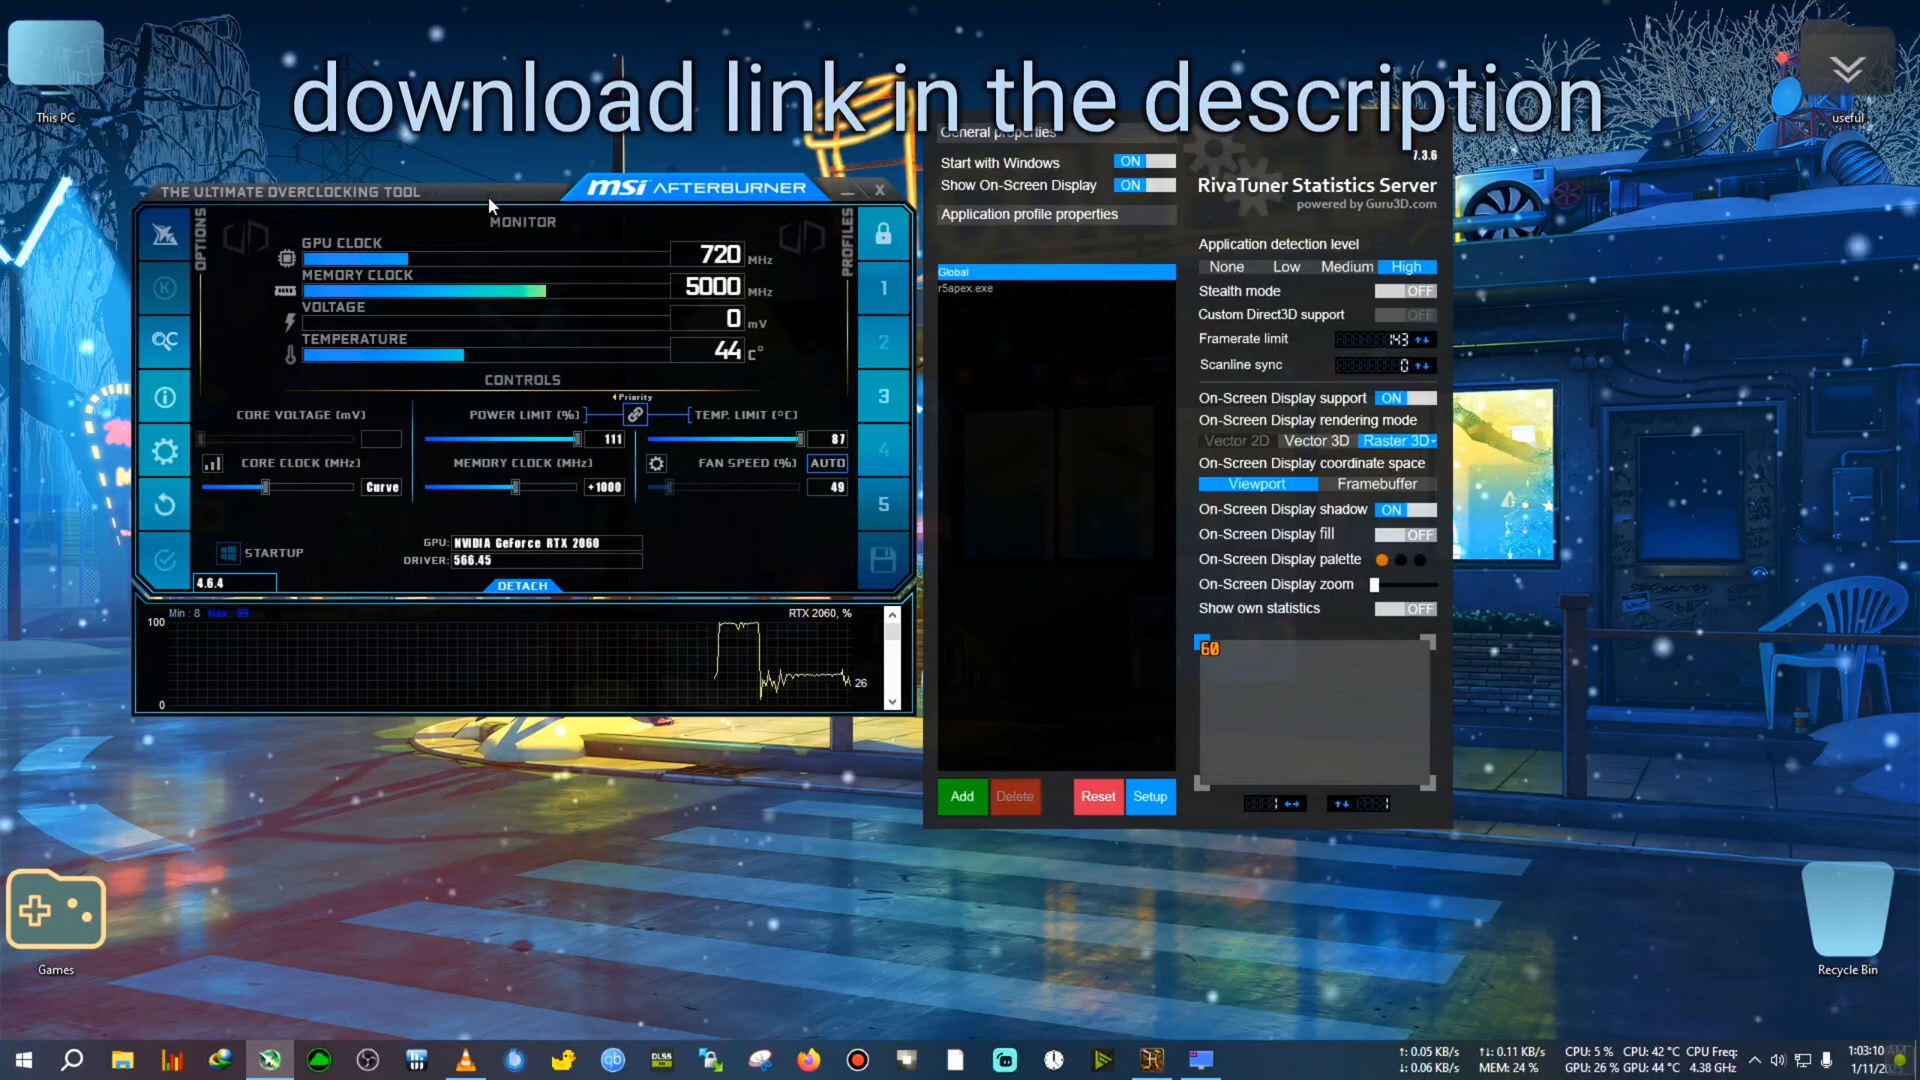 download link in the description
This PC
useful
THE ULTIMATE OVERCLOCKING TOOL
msi AFTERBURNER
OPTIONS
PROFILES
MONITOR
GPU CLOCK
720 MHz
MEMORY CLOCK
5000 MHz
VOLTAGE
0 mV
TEMPERATURE
44 C°
CONTROLS
Priority
CORE VOLTAGE (mV)
POWER LIMIT (%)
TEMP. LIMIT (°C)
111
87
CORE CLOCK (MHz)
MEMORY CLOCK (MHz)
FAN SPEED (%)
AUTO
Curve
+1000
49
K
1
2
3
4
5
STARTUP
GPU: NVIDIA GeForce RTX 2060
DRIVER: 566.45
4.6.4
DETACH
Min : 8 Max : 99
RTX 2060, %
100
26
0
General properties
Start with Windows ON
Show On-Screen Display ON
Application profile properties
Global
r5apex.exe
Add
Delete
Reset
Setup
7.3.6
RivaTuner Statistics Server
powered by Guru3D.com
Application detection level
None Low Medium High
Stealth mode OFF
Custom Direct3D support OFF
Framerate limit 143
Scanline sync 0
On-Screen Display support ON
On-Screen Display rendering mode
Vector 2D Vector 3D Raster 3D
On-Screen Display coordinate space
Viewport Framebuffer
On-Screen Display shadow ON
On-Screen Display fill OFF
On-Screen Display palette
On-Screen Display zoom
Show own statistics OFF
60
1
1
Games
Recycle Bin
qb
DLSS
↑: 0.05 KB/s
↓: 0.06 KB/s
↑↓: 0.11 KB/s
MEM: 24 %
CPU: 5 % CPU: 42 °C CPU Freq:
GPU: 26 % GPU: 44 °C 4.38 GHz
1:03:10